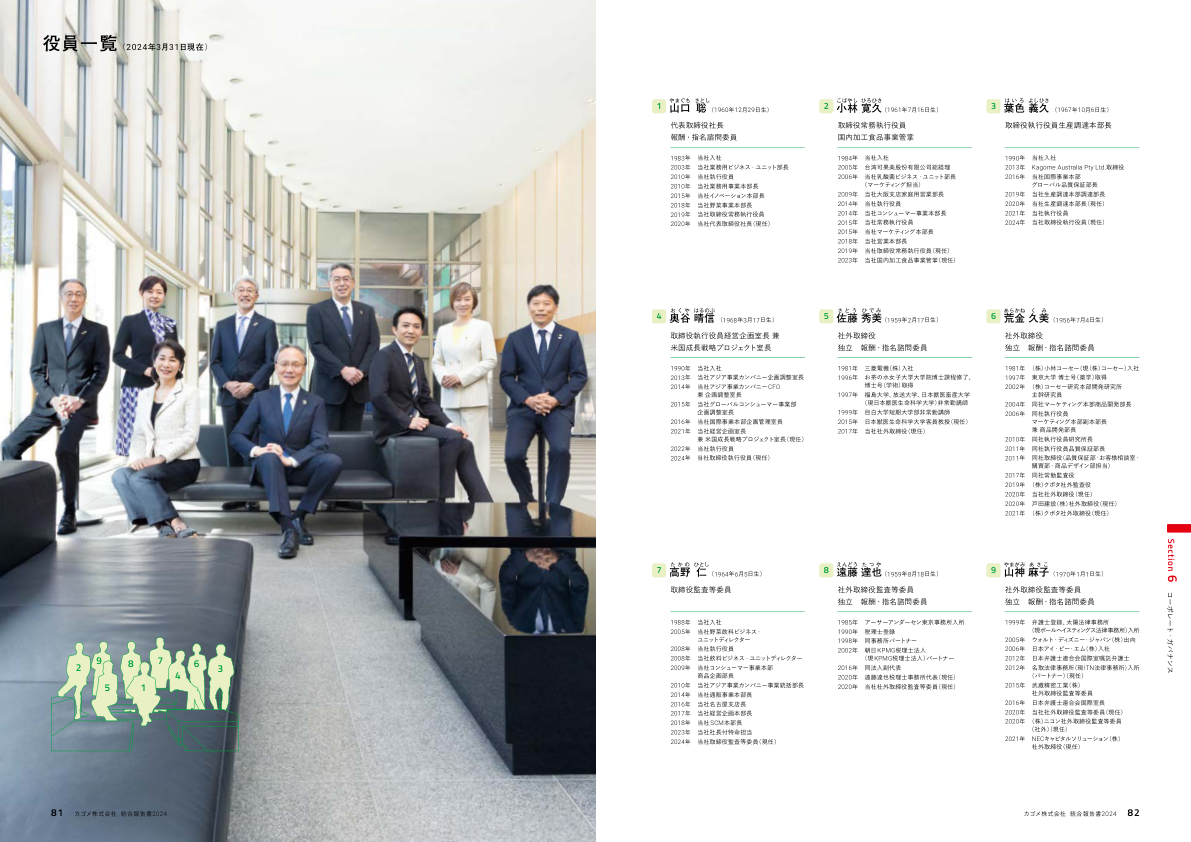 役員一覧（2024年3月31日現在）
2
9
8
7
6
3
4
5
1
81 カゴメ株式会社 統合報告書2024
1 山口 聡（1960年12月29日生）
やまぐち さとし
代表取締役社長
報酬・指名諮問委員
1983年 当社入社
2003年 当社業務用ビジネス・ユニット部長
2010年 当社執行役員
2010年 当社業務用事業本部長
2015年 当社イノベーション本部長
2018年 当社野菜事業本部長
2019年 当社取締役常務執行役員
2020年 当社代表取締役社長（現任）
2 小林 寛久（1961年7月16日生）
こばやし ひろひさ
取締役常務執行役員
国内加工食品事業管掌
1984年 当社入社
2005年 台湾可果美股份有限公司総経理
2006年 当社乳酸菌ビジネス・ユニット部長
（マーケティング担当）
2009年 当社大阪支店家庭用営業部長
2014年 当社執行役員
2014年 当社コンシューマー事業本部長
2015年 当社常務執行役員
2015年 当社マーケティング本部長
2018年 当社営業本部長
2019年 当社取締役常務執行役員（現任）
2023年 当社国内加工食品事業管掌（現任）
3 葉色 義久（1967年10月6日生）
はいろ よしひさ
取締役執行役員生産調達本部長
1990年 当社入社
2013年 Kagome Australia Pty Ltd.取締役
2016年 当社国際事業本部
グローバル品質保証部長
2019年 当社生産調達本部調達部長
2020年 当社生産調達本部長（現任）
2021年 当社執行役員
2024年 当社取締役執行役員（現任）
4 奥谷 晴信（1968年3月17日生）
おくや はるのぶ
取締役執行役員経営企画室長 兼
米国成長戦略プロジェクト室長
1990年 当社入社
2013年 当社アジア事業カンパニー企画調整室長
2014年 当社アジア事業カンパニーCFO
兼 企画調整室長
2015年 当社グローバルコンシューマー事業部
企画調整室長
2016年 当社国際事業本部企画管理室長
2021年 当社経営企画室長
兼 米国成長戦略プロジェクト室長（現任）
2022年 当社執行役員
2024年 当社取締役執行役員（現任）
5 佐藤 秀美（1959年2月17日生）
さとう ひでみ
社外取締役
独立 報酬・指名諮問委員
1981年 三菱電機（株）入社
1996年 お茶の水女子大学大学院博士課程修了、
博士号（学術）取得
1997年 福島大学、放送大学、日本獣医畜産大学
（現日本獣医生命科学大学）非常勤講師
1999年 目白大学短期大学部非常勤講師
2015年 日本獣医生命科学大学客員教授（現任）
2017年 当社社外取締役（現任）
6 荒金 久美（1956年7月4日生）
あらかね くみ
社外取締役
独立 報酬・指名諮問委員
1981年 （株）小林コーセー（現（株）コーセー）入社
1997年 東京大学 博士号（薬学）取得
2002年 （株）コーセー研究本部開発研究所
主幹研究員
2004年 同社マーケティング本部商品開発部長
2006年 同社執行役員
マーケティング本部副本部長
兼 商品開発部長
2010年 同社執行役員研究所長
2011年 同社執行役員品質保証部長
2011年 同社取締役（品質保証部・お客様相談室・
購買部・商品デザイン部担当）
2017年 同社常勤監査役
2019年 （株）クボタ社外監査役
2020年 当社社外取締役（現任）
2020年 戸田建設（株）社外取締役（現任）
2021年 （株）クボタ社外取締役（現任）
7 高野 仁（1964年6月5日生）
たかの ひとし
取締役監査等委員
1988年 当社入社
2005年 当社野菜飲料ビジネス・
ユニットディレクター
2008年 当社執行役員
2008年 当社飲料ビジネス・ユニットディレクター
2009年 当社コンシューマー事業本部
商品企画部長
2010年 当社アジア事業カンパニー事業統括部長
2014年 当社通販事業本部長
2016年 当社名古屋支店長
2017年 当社経営企画本部長
2018年 当社SCM本部長
2023年 当社社長付特命担当
2024年 当社取締役監査等委員（現任）
8 遠藤 達也（1959年8月18日生）
えんどう たつや
社外取締役監査等委員
独立 報酬・指名諮問委員
1985年 アーサーアンダーセン東京事務所入所
1990年 税理士登録
1998年 同事務所パートナー
2002年 朝日KPMG税理士法人
（現KPMG税理士法人）パートナー
2016年 同法人副代表
2020年 遠藤達也税理士事務所代表（現任）
2020年 当社社外取締役監査等委員（現任）
9 山神 麻子（1970年1月1日生）
やまがみ あさこ
社外取締役監査等委員
独立 報酬・指名諮問委員
1999年 弁護士登録、太陽法律事務所
（現ポールヘイスティングス法律事務所）入所
2005年 ウォルト・ディズニー・ジャパン（株）出向
2006年 日本アイ・ビー・エム（株）入社
2012年 日本弁護士連合会国際室嘱託弁護士
2012年 名取法律事務所（現ITN法律事務所）入所
（パートナー）（現任）
2015年 武蔵精密工業（株）
社外取締役監査等委員
2016年 日本弁護士連合会国際室長
2020年 当社社外取締役監査等委員（現任）
2020年 （株）ニコン社外取締役監査等委員
（社外）（現任）
2021年 NECキャピタルソリューション（株）
社外取締役（現任）
Section 6 コーポレート・ガバナンス
カゴメ株式会社 統合報告書2024 82